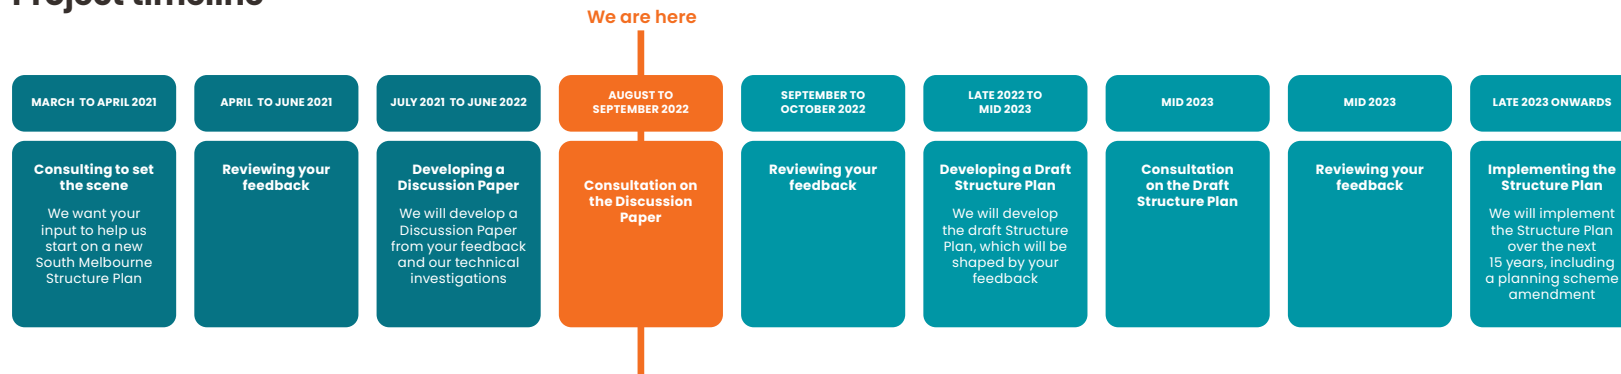 Project timeline
We are here
MARCH TO APRIL 2021
APRIL TO JUNE 2021
JULY 2021 TO JUNE 2022
AUGUST TO
SEPTEMBER 2022
SEPTEMBER TO
OCTOBER 2022
LATE 2022 TO
MID 2023
MID 2023
MID 2023
LATE 2023 ONWARDS
Consulting to set
the scene
We want your
input to help us
start on a new
South Melbourne
Structure Plan
Reviewing your
feedback
Developing a
Discussion Paper
We will develop a
Discussion Paper
from your feedback
and our technical
investigations
Consultation on
the Discussion
Paper
Reviewing your
feedback
Developing a Draft
Structure Plan
We will develop
the draft Structure
Plan, which will be
shaped by your
feedback
Consultation
on the Draft
Structure Plan
Reviewing your
feedback
Implementing the
Structure Plan
We will implement
the Structure Plan
over the next
15 years, including
a planning scheme
amendment